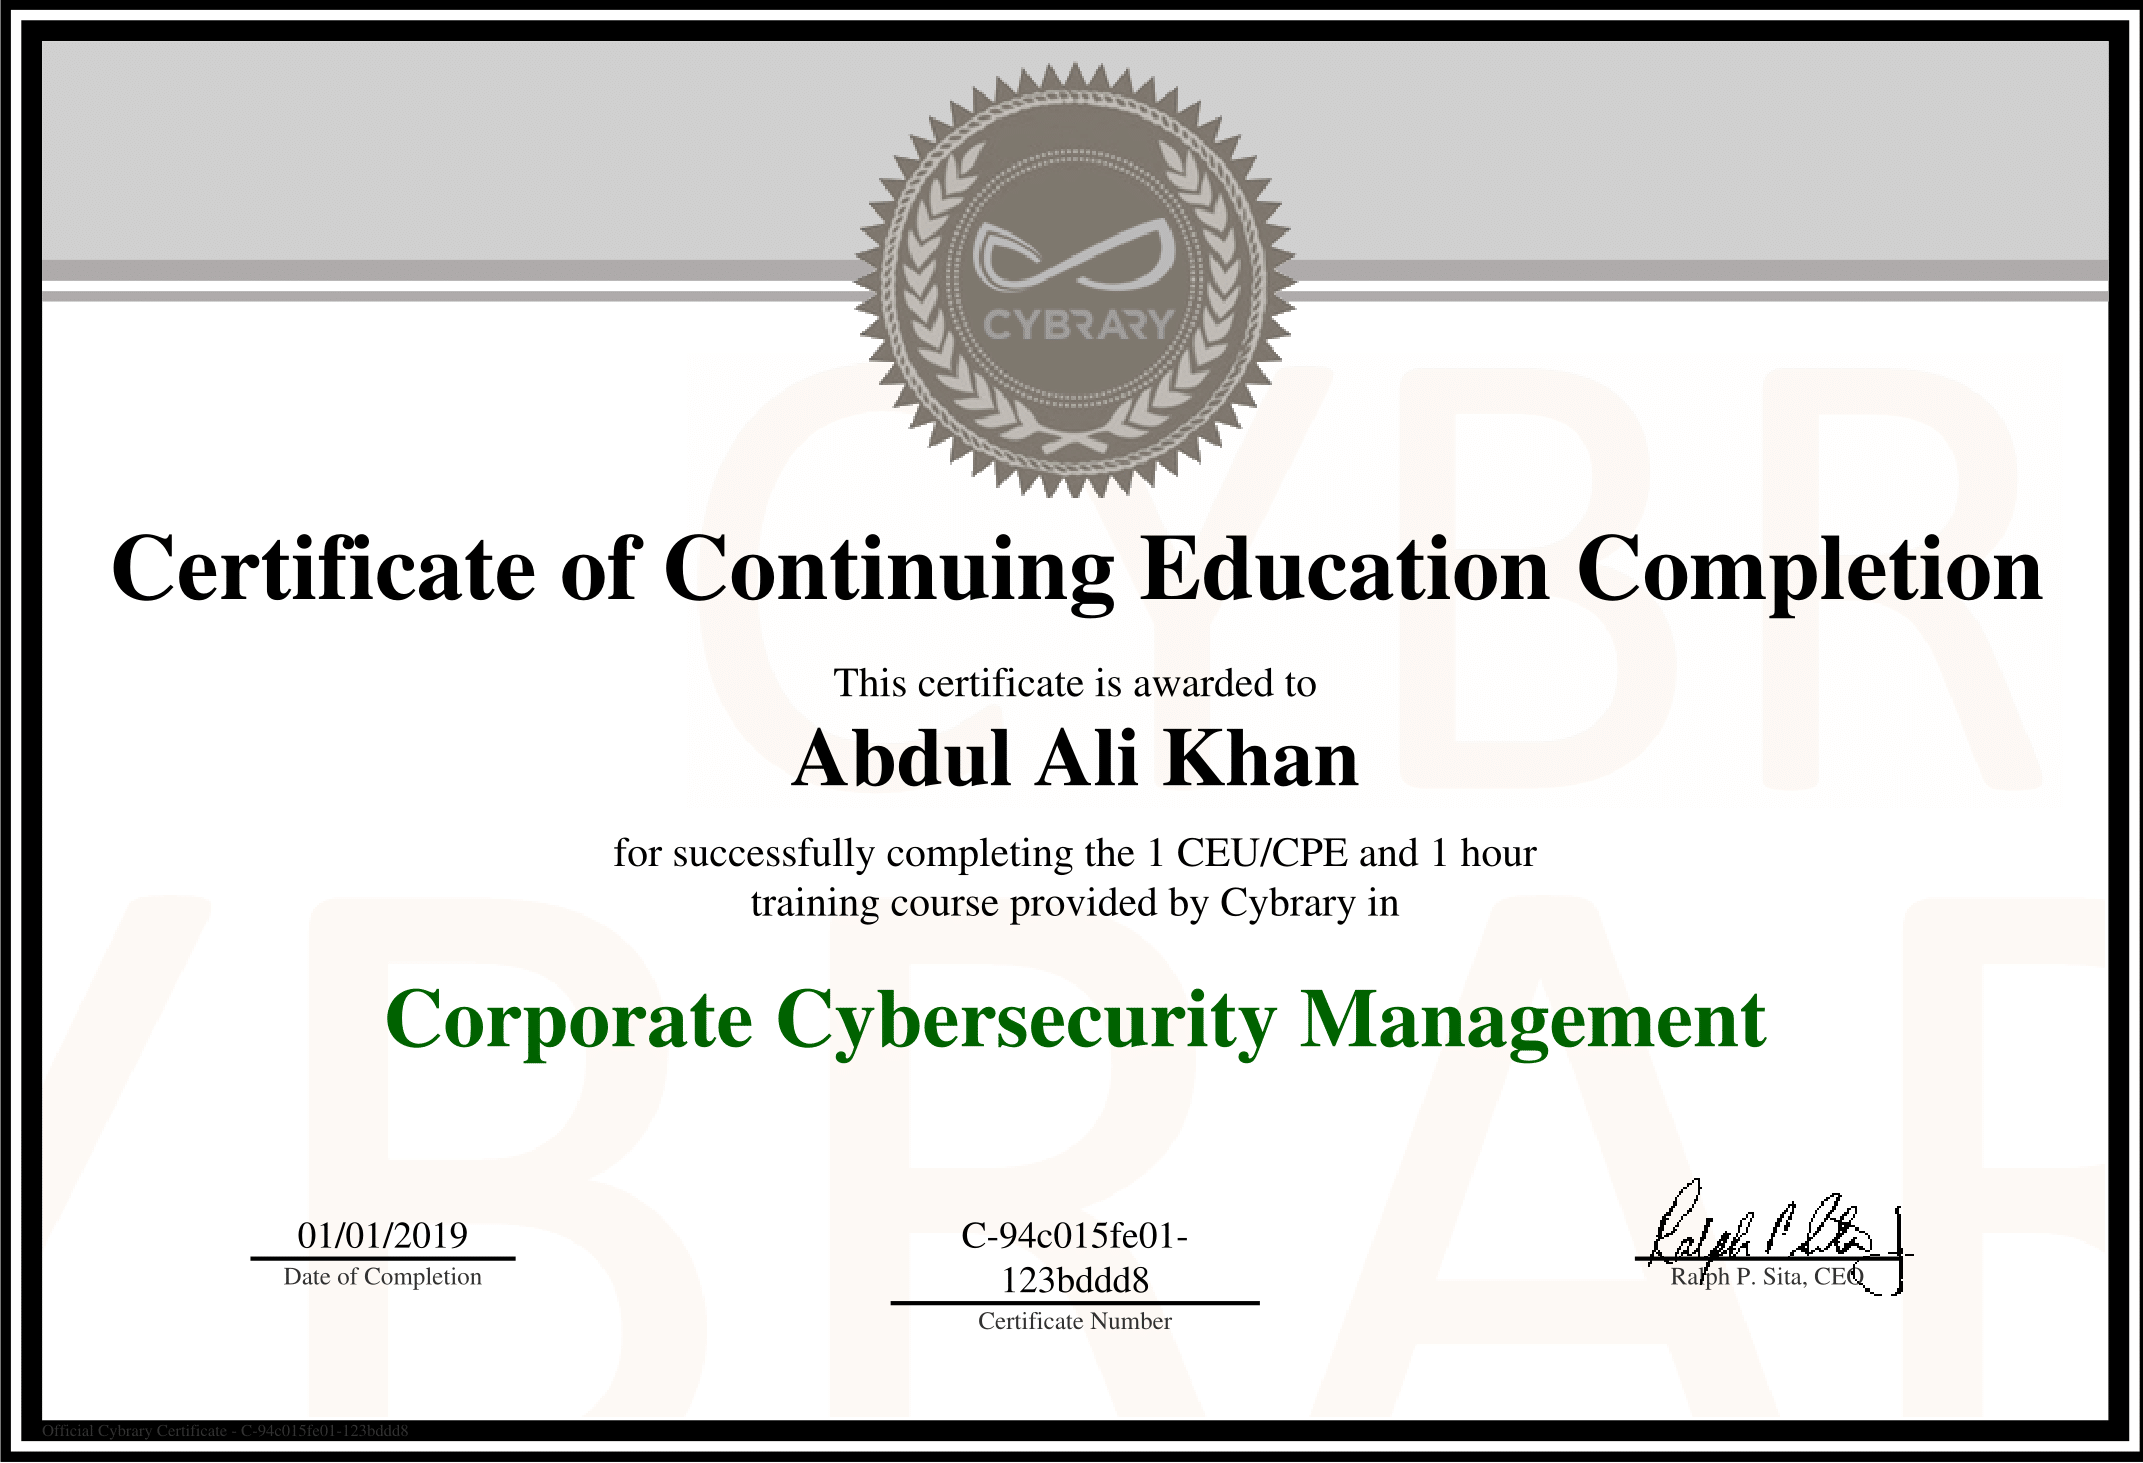 CYBRARY
Certificate of Continuing Education Completion
This certificate is awarded to
Abdul Ali Khan
for successfully completing the 1 CEU/CPE and 1 hour
training course provided by Cybrary in
Corporate Cybersecurity Management
01/01/2019
Date of Completion
C-94c015fe01-
123bddd8
Certificate Number
Ralph P. Sita
Ralph P. Sita, CEO
Official Cybrary Certificate - C-94c015fe01-123bddd8
CYBR
YBRAR